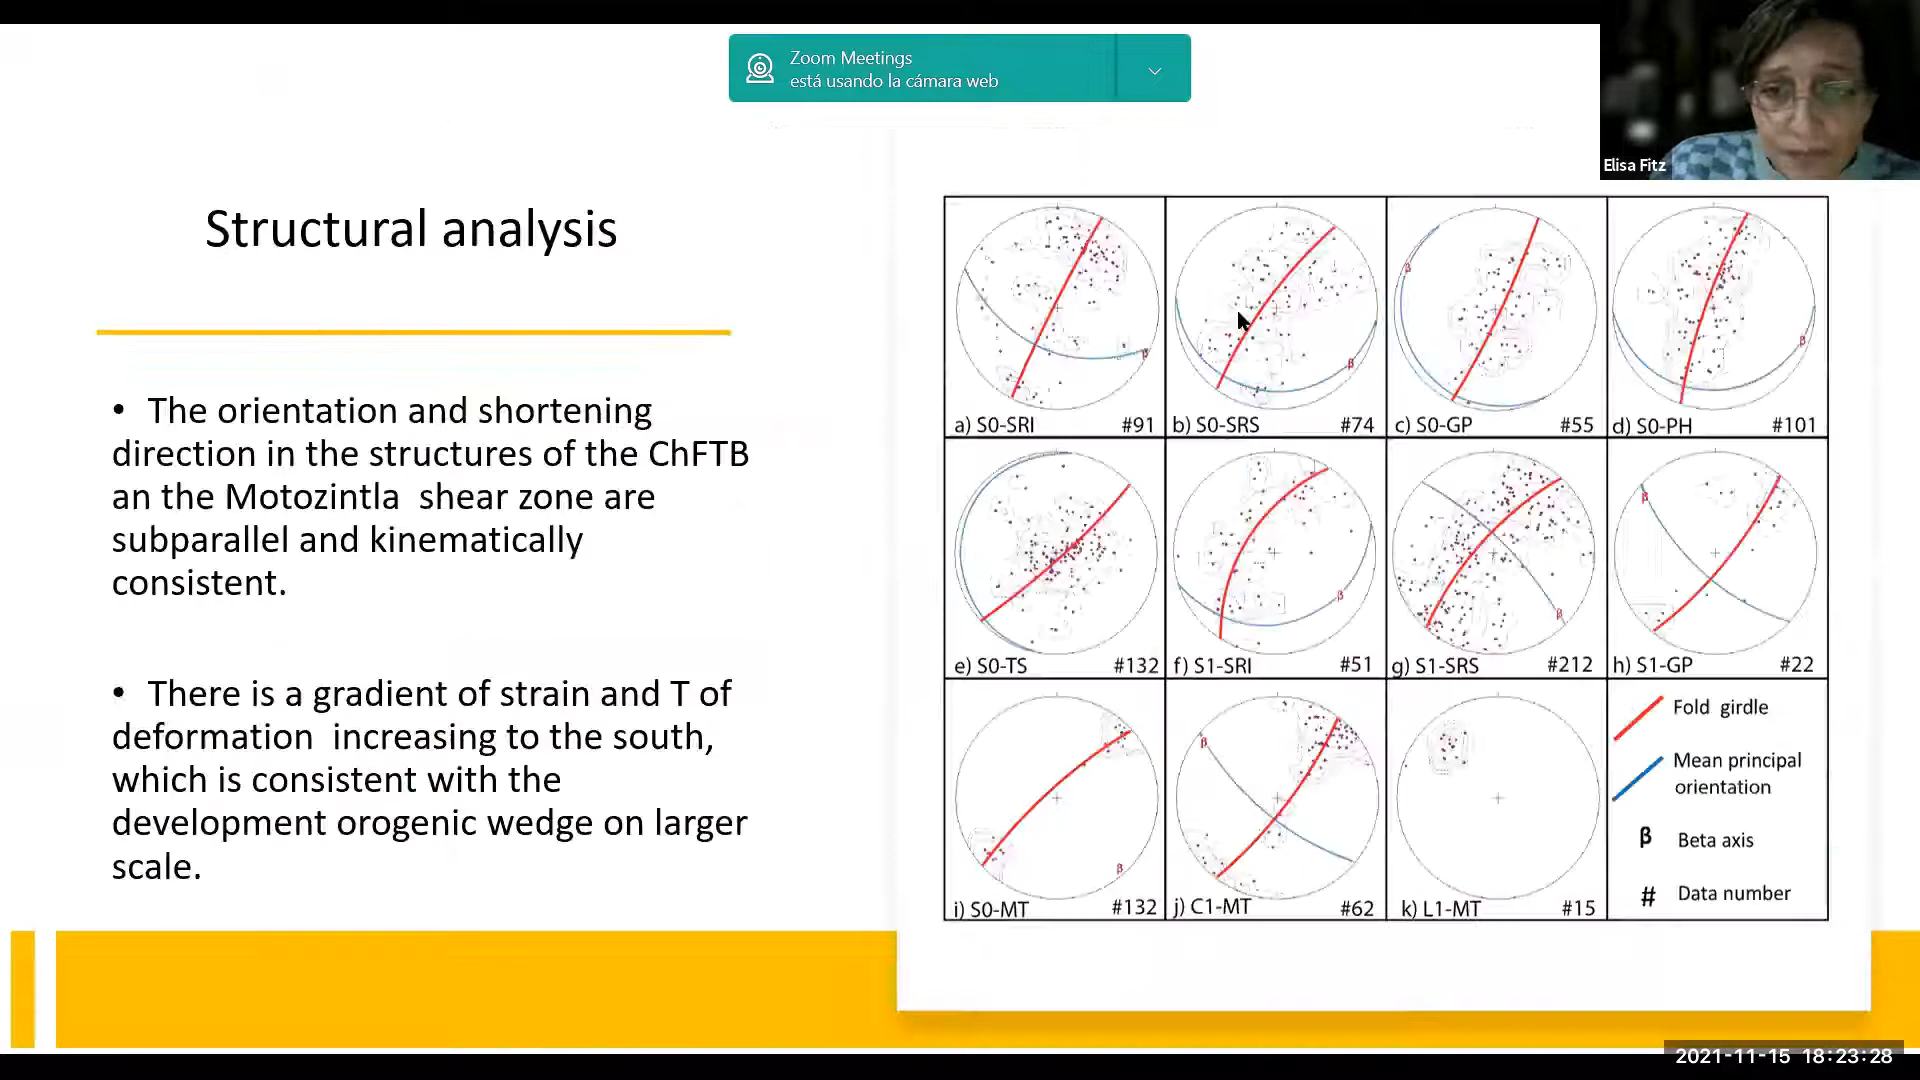 Zoom Meetings
está usando la cámara web
Elisa Fitz
Structural analysis
• The orientation and shortening
direction in the structures of the ChFTB
an the Motozintla shear zone are
subparallel and kinematically
consistent.
• There is a gradient of strain and T of
deformation increasing to the south,
which is consistent with the
development orogenic wedge on larger
scale.
β
a) S0-SRI #91
β
b) S0-SRS #74
β
c) S0-GP #55
β
d) S0-PH #101
e) S0-TS #132
β
f) S1-SRI #51
β
g) S1-SRS #212
β
h) S1-GP #22
β
i) S0-MT #132
β
j) C1-MT #62
k) L1-MT #15
Fold girdle
Mean principal
orientation
β Beta axis
# Data number
2021-11-15 18:23:28